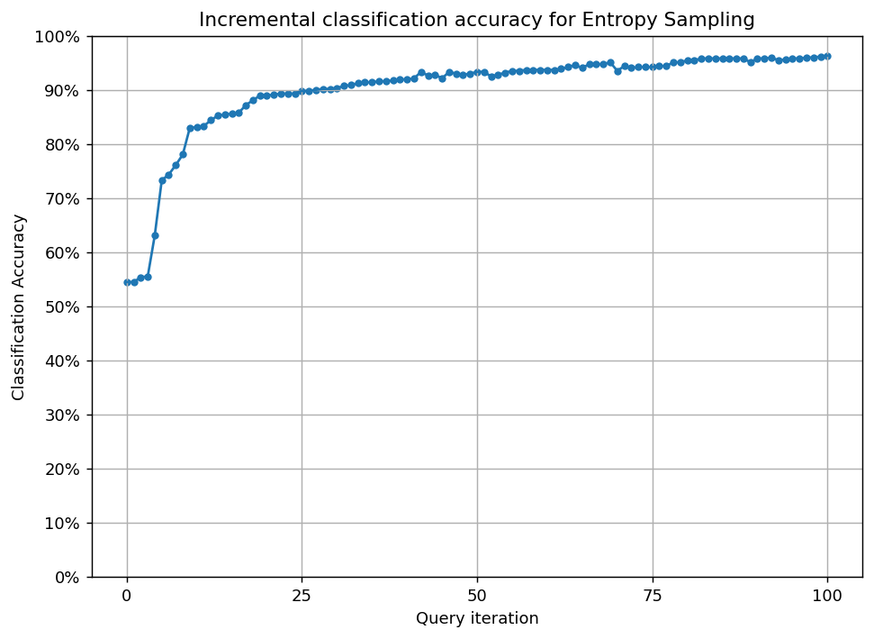 Incremental classification accuracy for Entropy Sampling
100%
90%
80%
70%
60%
50%
40%
30%
20%
10%
0%
Classification Accuracy
0 25 50 75 100
Query iteration